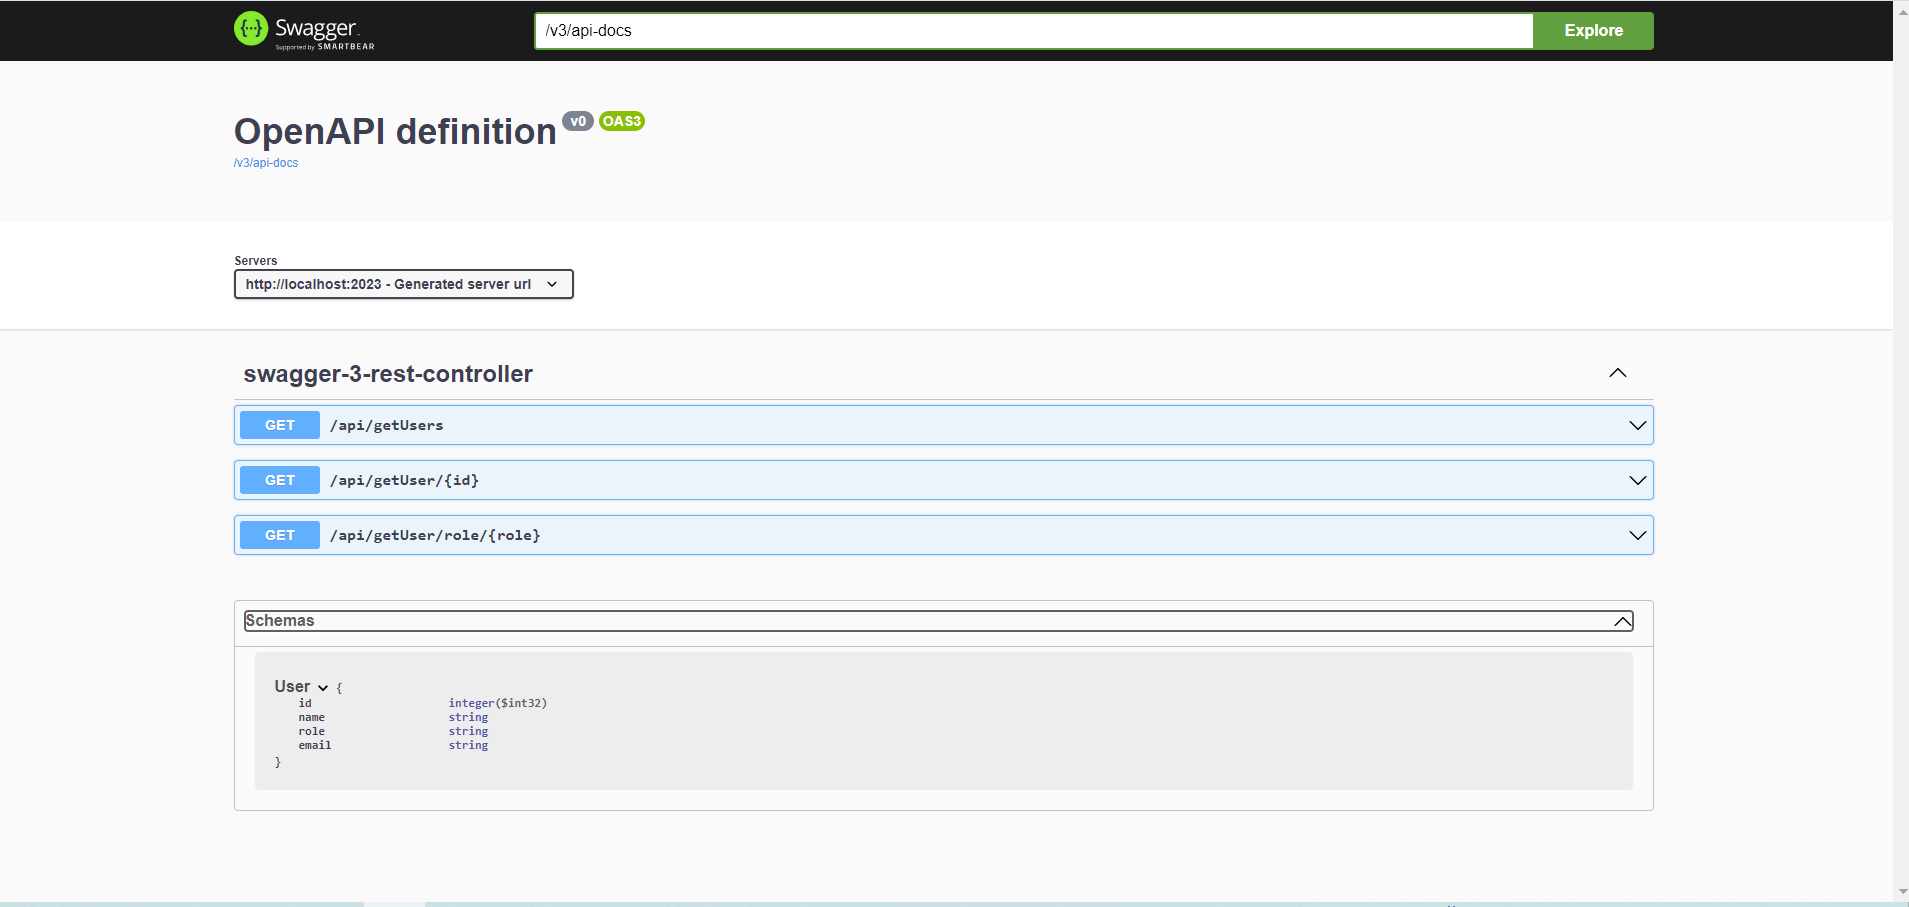 {···} Swagger
Supported by SMARTBEAR
/v3/api-docs
Explore
OpenAPI definition v0 OAS3
/v3/api-docs
Servers
http://localhost:2023 - Generated server url
swagger-3-rest-controller
GET /api/getUsers
GET /api/getUser/{id}
GET /api/getUser/role/{role}
Schemas
User {
id integer($int32)
name string
role string
email string
}